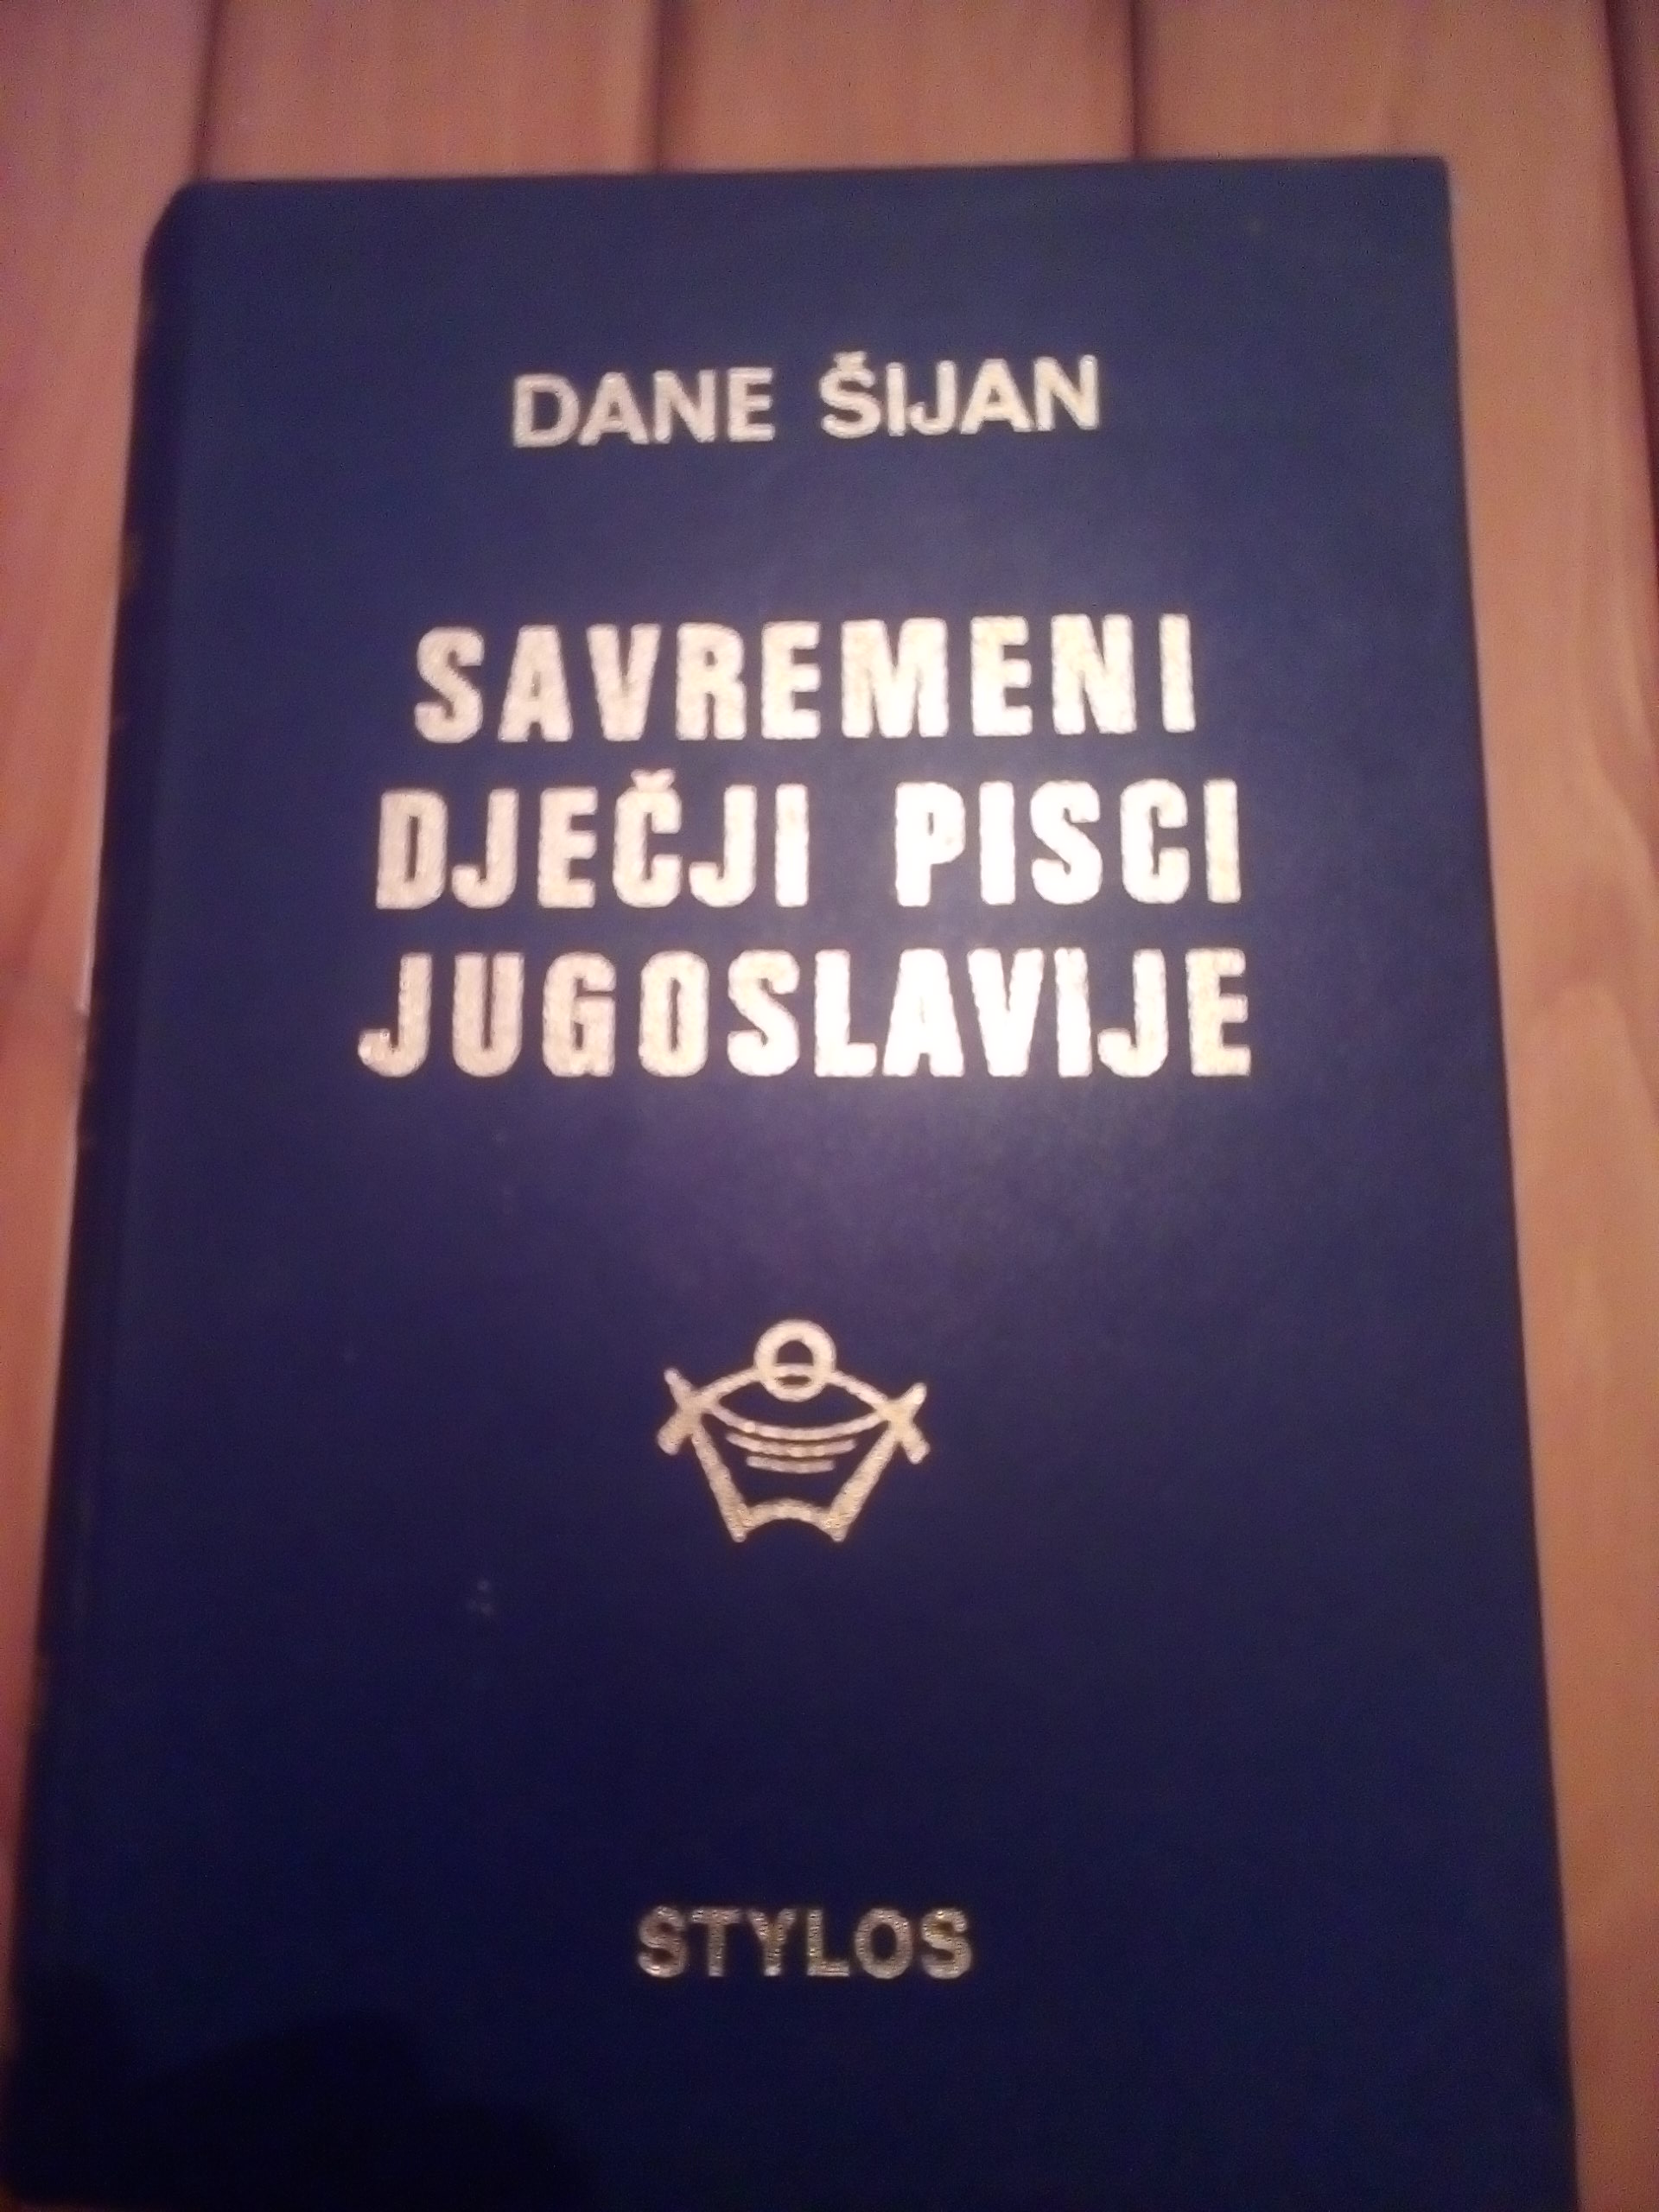 DANE ŠIJAN
SAVREMENI
DJEČJI PISCI
JUGOSLAVIJE
STYLOS